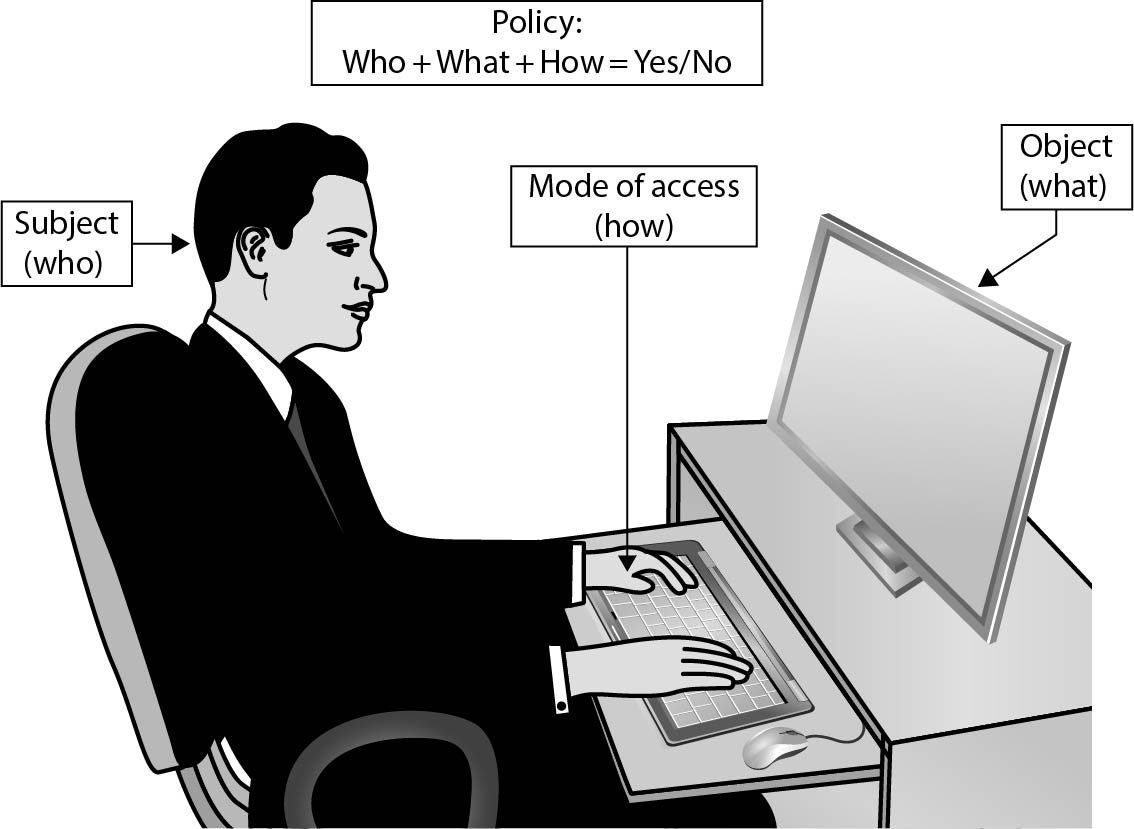 Policy:
Who + What + How = Yes/No
Subject
(who)
Mode of access
(how)
Object
(what)